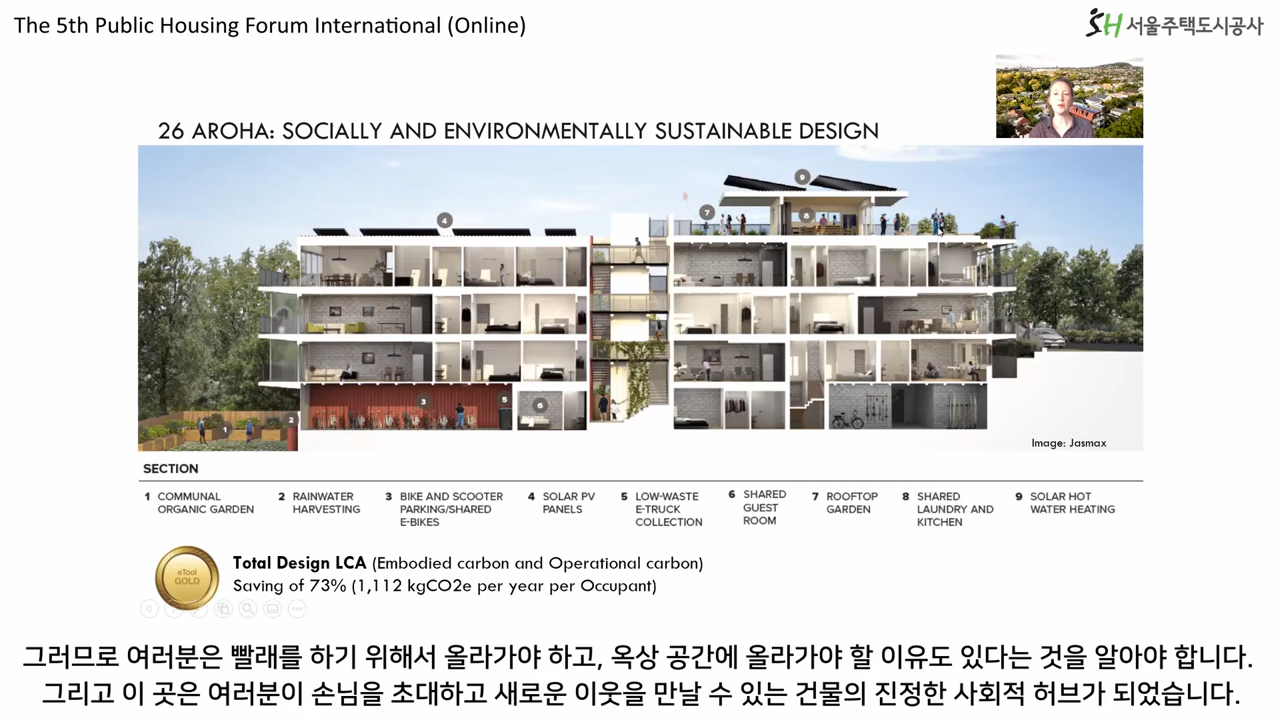 The 5th Public Housing Forum International (Online)
SH 서울주택도시공사
26 AROHA: SOCIALLY AND ENVIRONMENTALLY SUSTAINABLE DESIGN
9
4
7
8
3
5
6
2
1
Image: Jasmax
SECTION
1 COMMUNAL ORGANIC GARDEN
2 RAINWATER HARVESTING
3 BIKE AND SCOOTER PARKING/SHARED E-BIKES
4 SOLAR PV PANELS
5 LOW-WASTE E-TRUCK COLLECTION
6 SHARED GUEST ROOM
7 ROOFTOP GARDEN
8 SHARED LAUNDRY AND KITCHEN
9 SOLAR HOT WATER HEATING
eTool
GOLD
Total Design LCA (Embodied carbon and Operational carbon)
Saving of 73% (1,112 kgCO2e per year per Occupant)
그러므로 여러분은 빨래를 하기 위해서 올라가야 하고, 옥상 공간에 올라가야 할 이유도 있다는 것을 알아야 합니다.
그리고 이 곳은 여러분이 손님을 초대하고 새로운 이웃을 만날 수 있는 건물의 진정한 사회적 허브가 되었습니다.